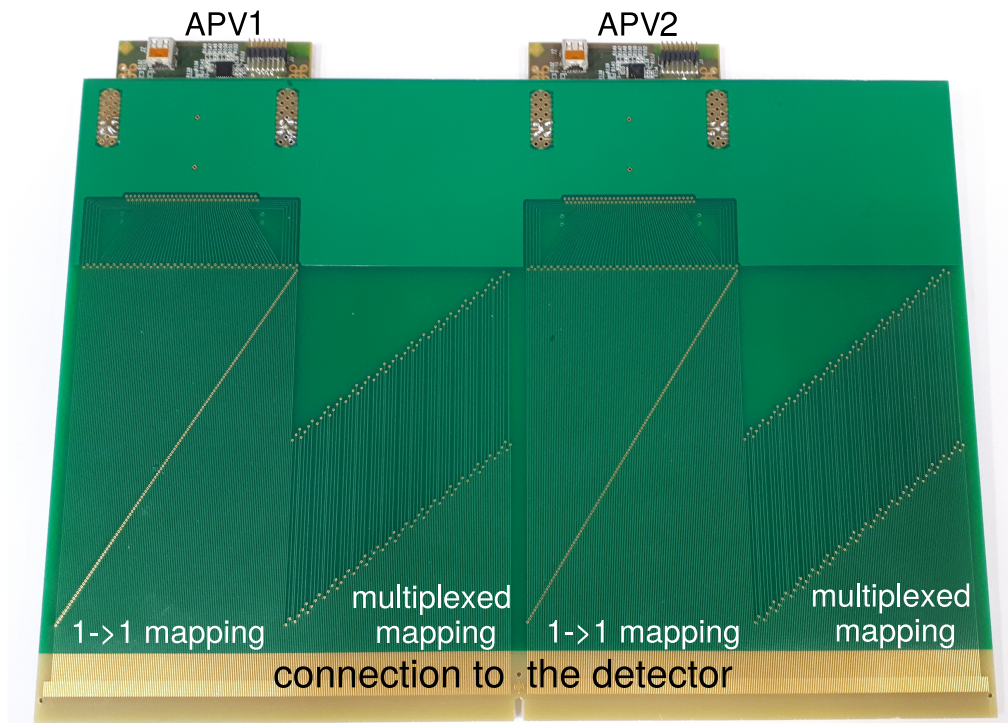 APV1
APV2
1->1 mapping
multiplexed
mapping
1->1 mapping
multiplexed
mapping
connection to the detector